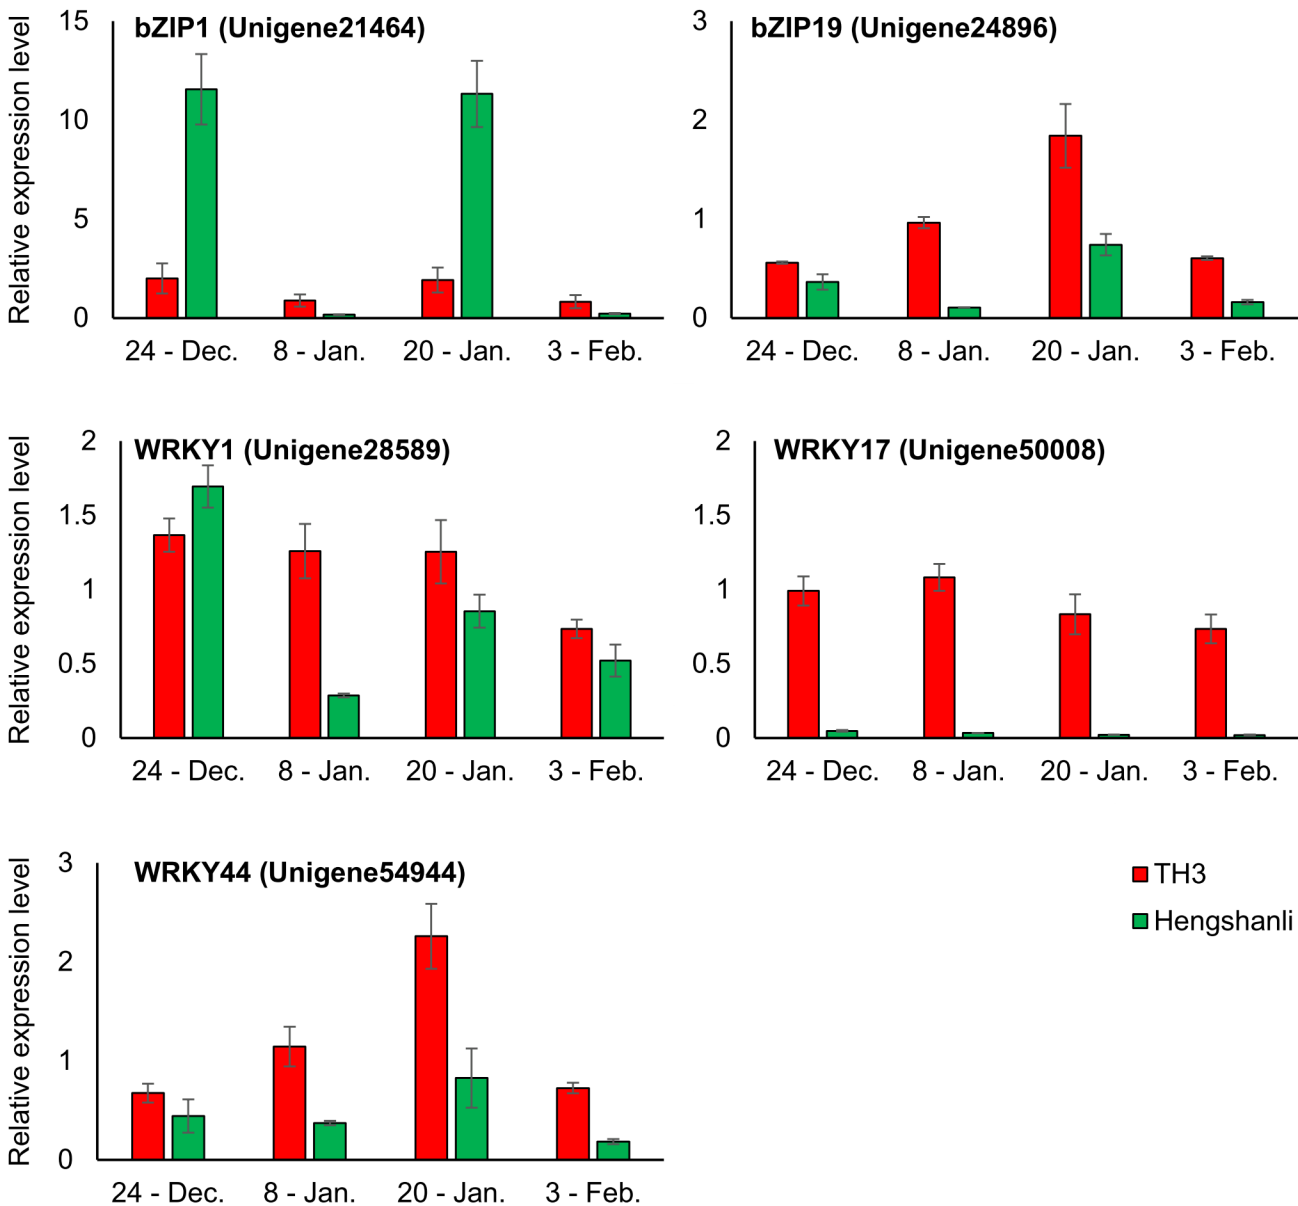 bZIP1 (Unigene21464)
Relative expression level
15
10
5
0
24 - Dec. 8 - Jan. 20 - Jan. 3 - Feb.
bZIP19 (Unigene24896)
3
2
1
0
24 - Dec. 8 - Jan. 20 - Jan. 3 - Feb.
WRKY1 (Unigene28589)
Relative expression level
2
1.5
1
0.5
0
24 - Dec. 8 - Jan. 20 - Jan. 3 - Feb.
WRKY17 (Unigene50008)
2
1.5
1
0.5
0
24 - Dec. 8 - Jan. 20 - Jan. 3 - Feb.
WRKY44 (Unigene54944)
Relative expression level
3
2
1
0
24 - Dec. 8 - Jan. 20 - Jan. 3 - Feb.
TH3
Hengshanli